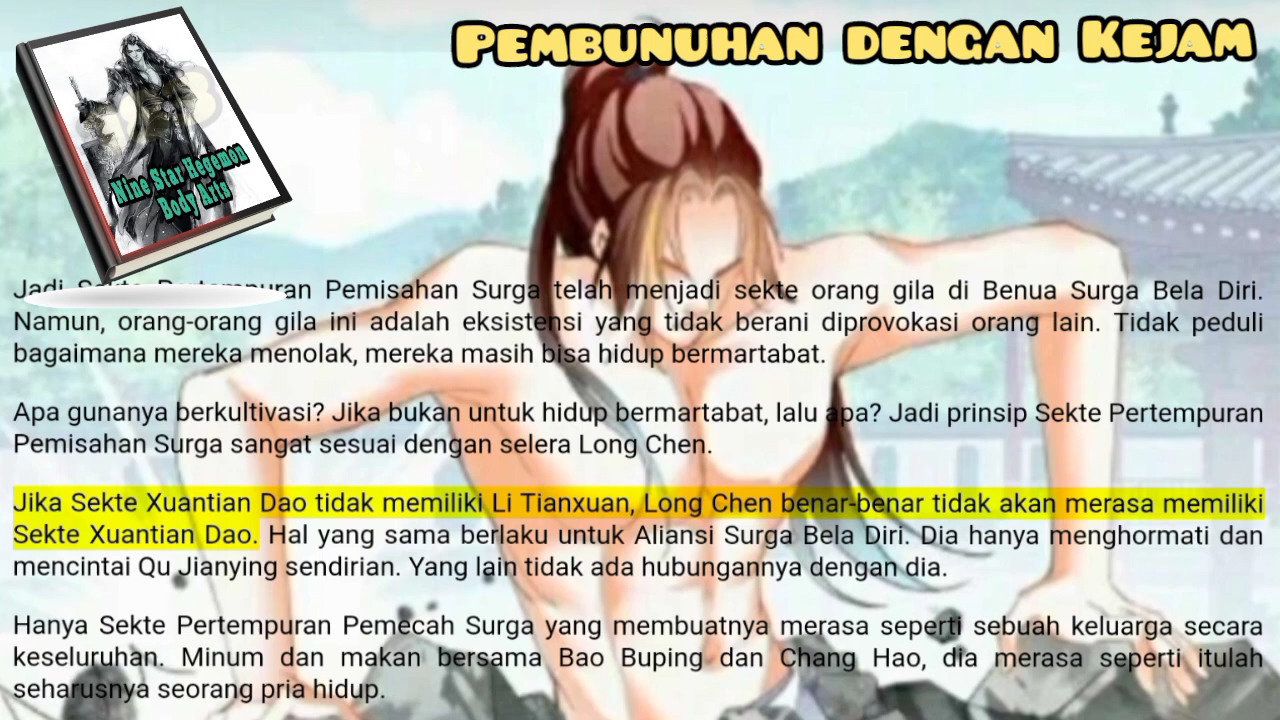 Pembunuhan dengan Kejam
Nine Star Hegemon
Body Arts
Jadi Sekte Pertempuran Pemisahan Surga telah menjadi sekte orang gila di Benua Surga Bela Diri.
Namun, orang-orang gila ini adalah eksistensi yang tidak berani diprovokasi orang lain. Tidak peduli
bagaimana mereka menolak, mereka masih bisa hidup bermartabat.
Apa gunanya berkultivasi? Jika bukan untuk hidup bermartabat, lalu apa? Jadi prinsip Sekte Pertempuran
Pemisahan Surga sangat sesuai dengan selera Long Chen.
Jika Sekte Xuantian Dao tidak memiliki Li Tianxuan, Long Chen benar-benar tidak akan merasa memiliki
Sekte Xuantian Dao. Hal yang sama berlaku untuk Aliansi Surga Bela Diri. Dia hanya menghormati dan
mencintai Qu Jianying sendirian. Yang lain tidak ada hubungannya dengan dia.
Hanya Sekte Pertempuran Pemecah Surga yang membuatnya merasa seperti sebuah keluarga secara
keseluruhan. Minum dan makan bersama Bao Buping dan Chang Hao, dia merasa seperti itulah
seharusnya seorang pria hidup.